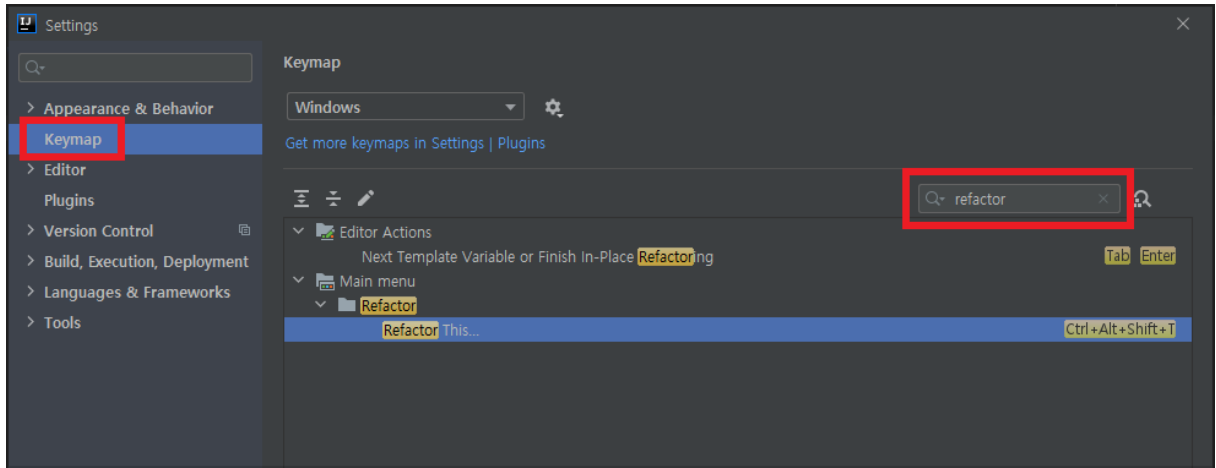 IJ Settings
Keymap
Appearance & Behavior
Windows
Keymap
Get more keymaps in Settings | Plugins
Editor
Plugins
refactor
Version Control
Editor Actions
Build, Execution, Deployment
Next Template Variable or Finish In-Place Refactoring Tab Enter
Languages & Frameworks
Main menu
Tools
Refactor
Refactor This... Ctrl+Alt+Shift+T